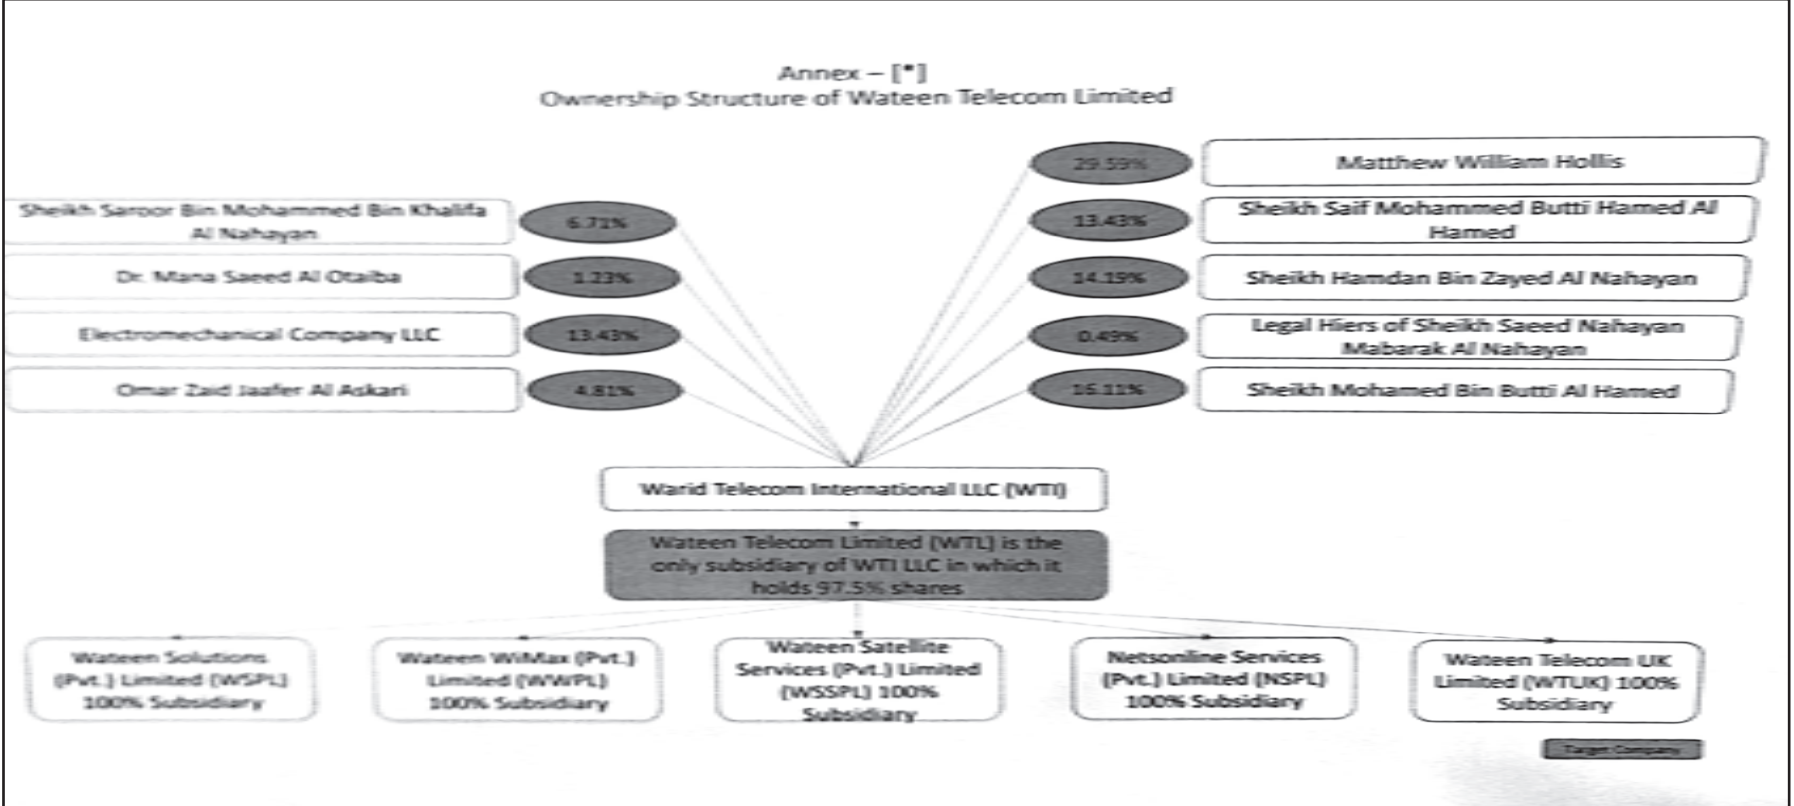 Annex – [*]
Ownership Structure of Wateen Telecom Limited
Sheikh Saroor Bin Mohammed Bin Khalifa
Al Nahayan
6.71%
Dr. Mana Saeed Al Otaiba
1.23%
Electromechanical Company LLC
13.43%
Omar Zaid Jaafer Al Askari
4.81%
29.59%
Matthew William Hollis
13.43%
Sheikh Saif Mohammed Butti Hamed Al
Hamed
14.19%
Sheikh Hamdan Bin Zayed Al Nahayan
0.49%
Legal Hiers of Sheikh Saeed Nahayan
Mabarak Al Nahayan
16.11%
Sheikh Mohamed Bin Butti Al Hamed
Warid Telecom International LLC (WTI)
Wateen Telecom Limited (WTL) is the
only subsidiary of WTI LLC in which it
holds 97.5% shares
Wateen Solutions
(Pvt.) Limited (WSPL)
100% Subsidiary
Wateen WiMax (Pvt.)
Limited (WWPL)
100% Subsidiary
Wateen Satellite
Services (Pvt.) Limited
(WSSPL) 100%
Subsidiary
Netsonline Services
(Pvt.) Limited (NSPL)
100% Subsidiary
Wateen Telecom UK
Limited (WTUK) 100%
Subsidiary
Target Company